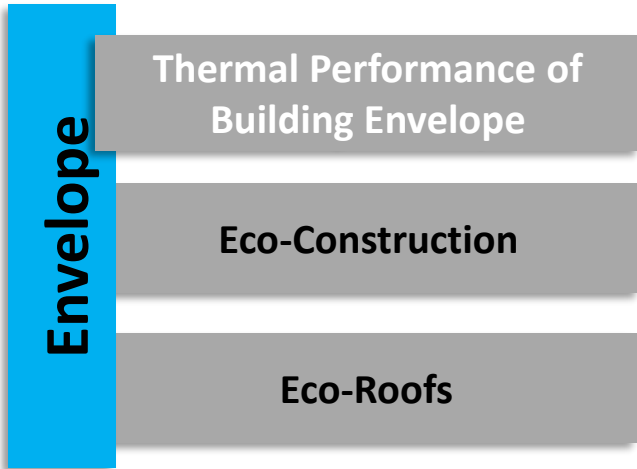 Envelope
Thermal Performance of
Building Envelope
Eco-Construction
Eco-Roofs